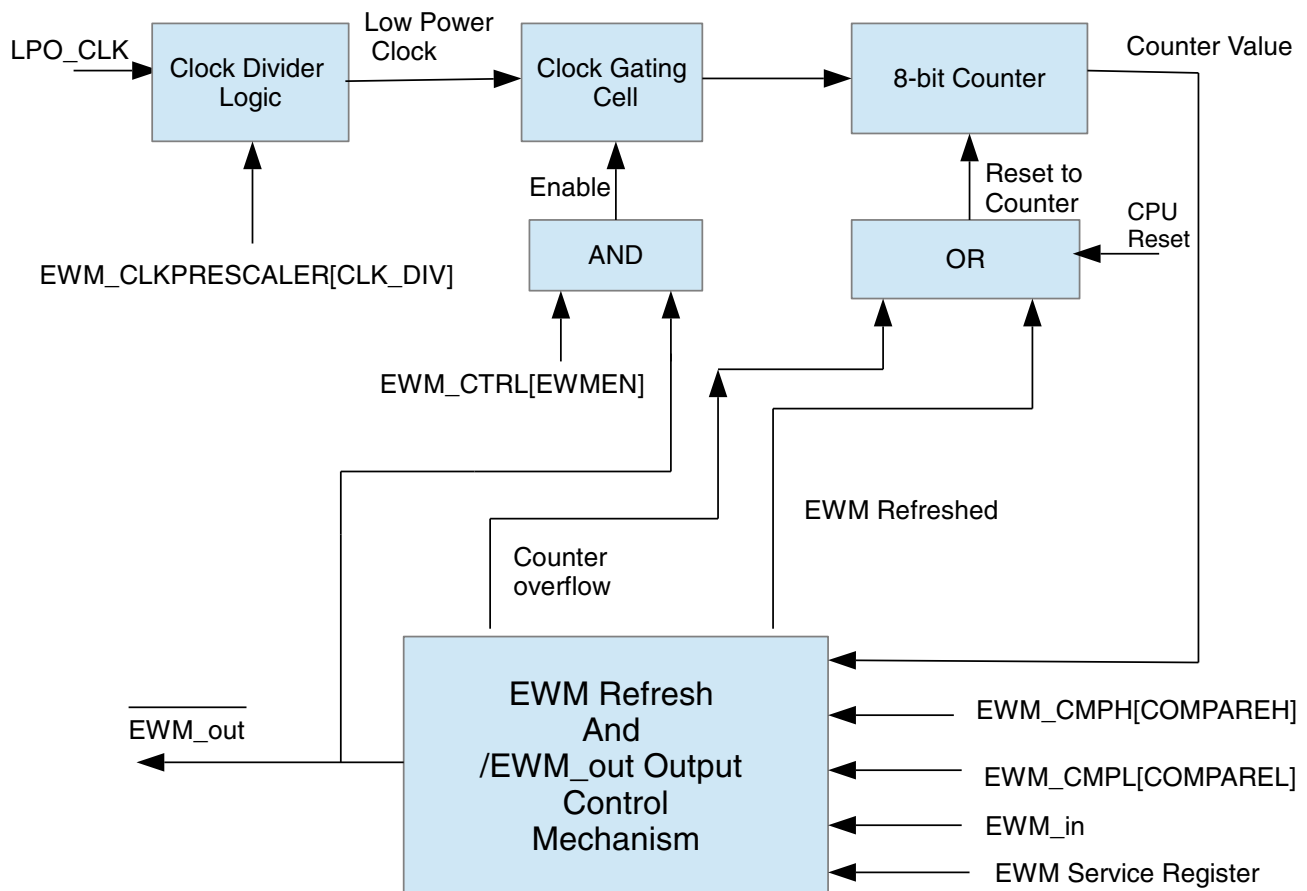 LPO_CLK
Clock Divider
Logic
Low Power
Clock
Clock Gating
Cell
8-bit Counter
Counter Value
Enable
Reset to
Counter
CPU
Reset
EWM_CLKPRESCALER[CLK_DIV]
AND
OR
EWM_CTRL[EWMEN]
EWM Refreshed
Counter
overflow
EWM_out
EWM Refresh
And
/EWM_out Output
Control
Mechanism
EWM_CMPH[COMPAREH]
EWM_CMPL[COMPAREL]
EWM_in
EWM Service Register